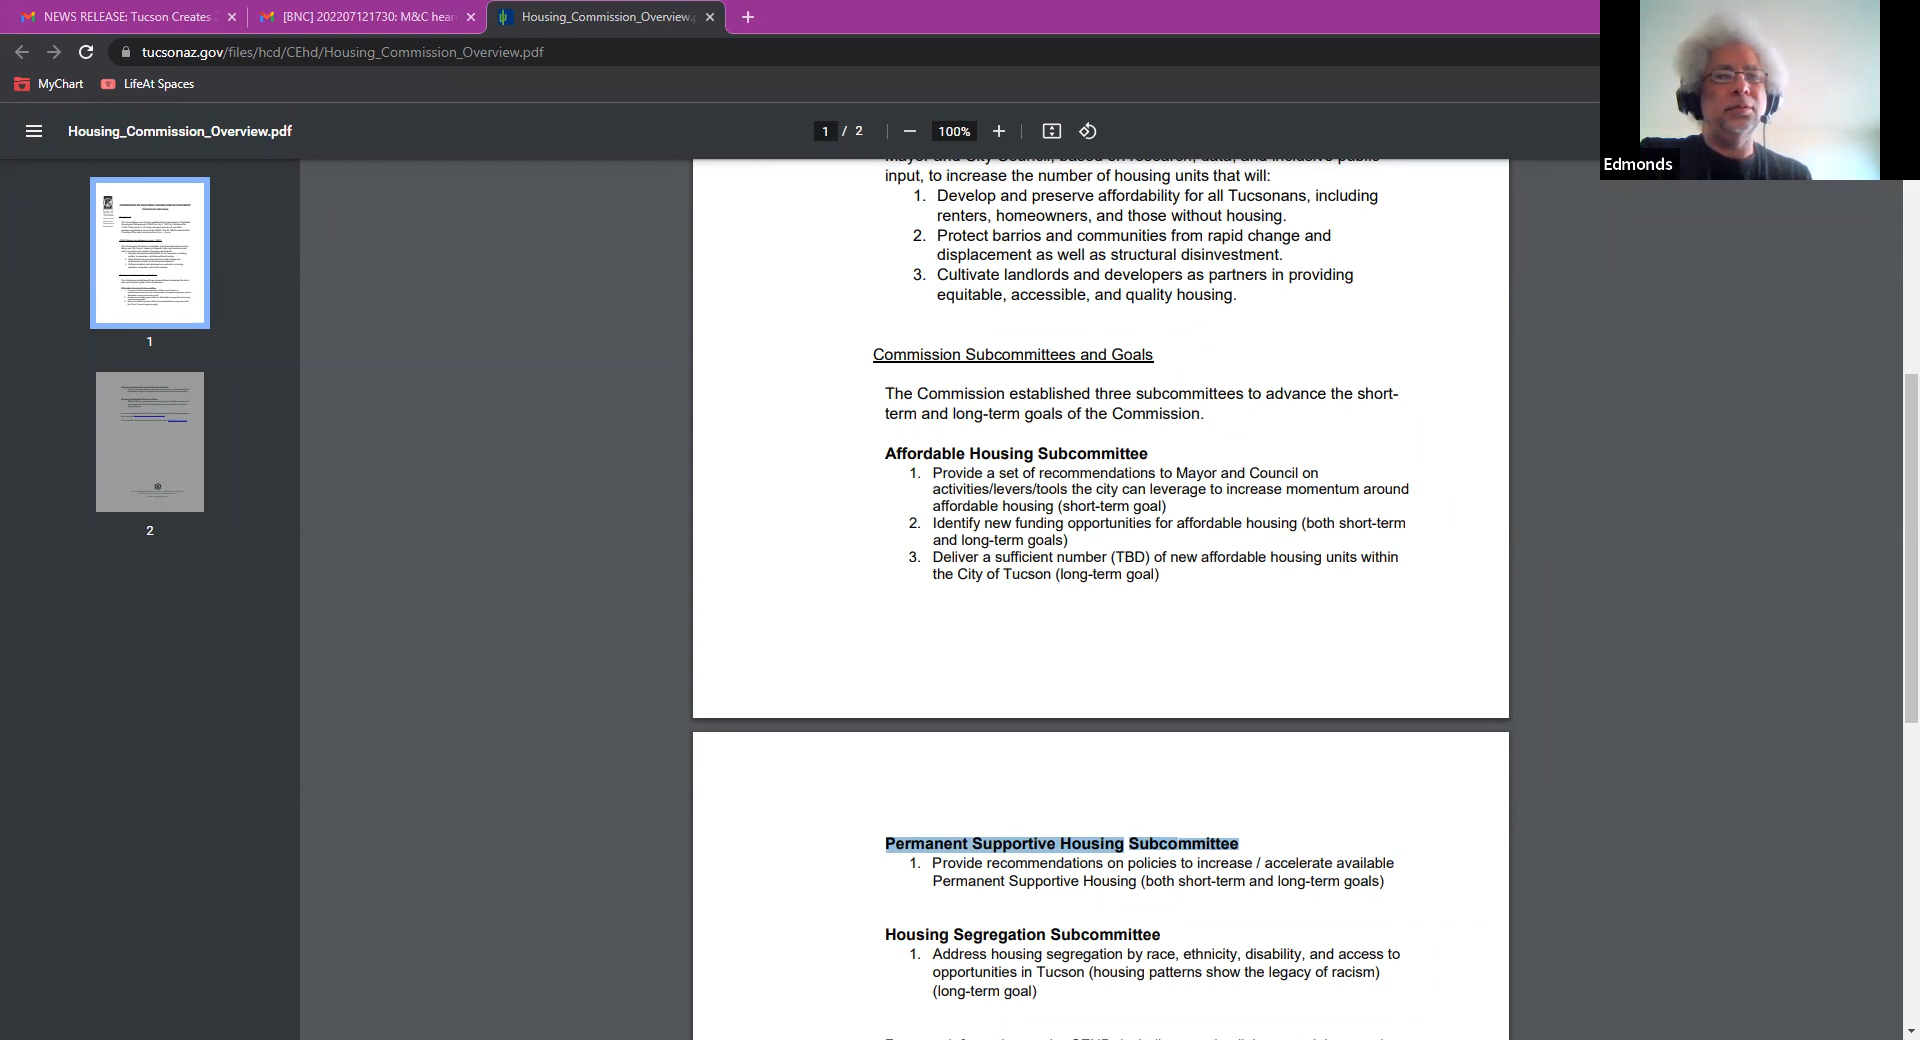 NEWS RELEASE: Tucson Creates
[BNC] 202207121730: M&C hear
Housing_Commission_Overview.
tucsonaz.gov/files/hcd/CEhd/Housing_Commission_Overview.pdf
MyChart
LifeAt Spaces
Housing_Commission_Overview.pdf
1 / 2
100%
Edmonds
1
2
Mayor and City Council, based on research, data, and inclusive public
input, to increase the number of housing units that will:
1. Develop and preserve affordability for all Tucsonans, including
renters, homeowners, and those without housing.
2. Protect barrios and communities from rapid change and
displacement as well as structural disinvestment.
3. Cultivate landlords and developers as partners in providing
equitable, accessible, and quality housing.
Commission Subcommittees and Goals
The Commission established three subcommittees to advance the short-
term and long-term goals of the Commission.
Affordable Housing Subcommittee
1. Provide a set of recommendations to Mayor and Council on
activities/levers/tools the city can leverage to increase momentum around
affordable housing (short-term goal)
2. Identify new funding opportunities for affordable housing (both short-term
and long-term goals)
3. Deliver a sufficient number (TBD) of new affordable housing units within
the City of Tucson (long-term goal)
Permanent Supportive Housing Subcommittee
1. Provide recommendations on policies to increase / accelerate available
Permanent Supportive Housing (both short-term and long-term goals)
Housing Segregation Subcommittee
1. Address housing segregation by race, ethnicity, disability, and access to
opportunities in Tucson (housing patterns show the legacy of racism)
(long-term goal)